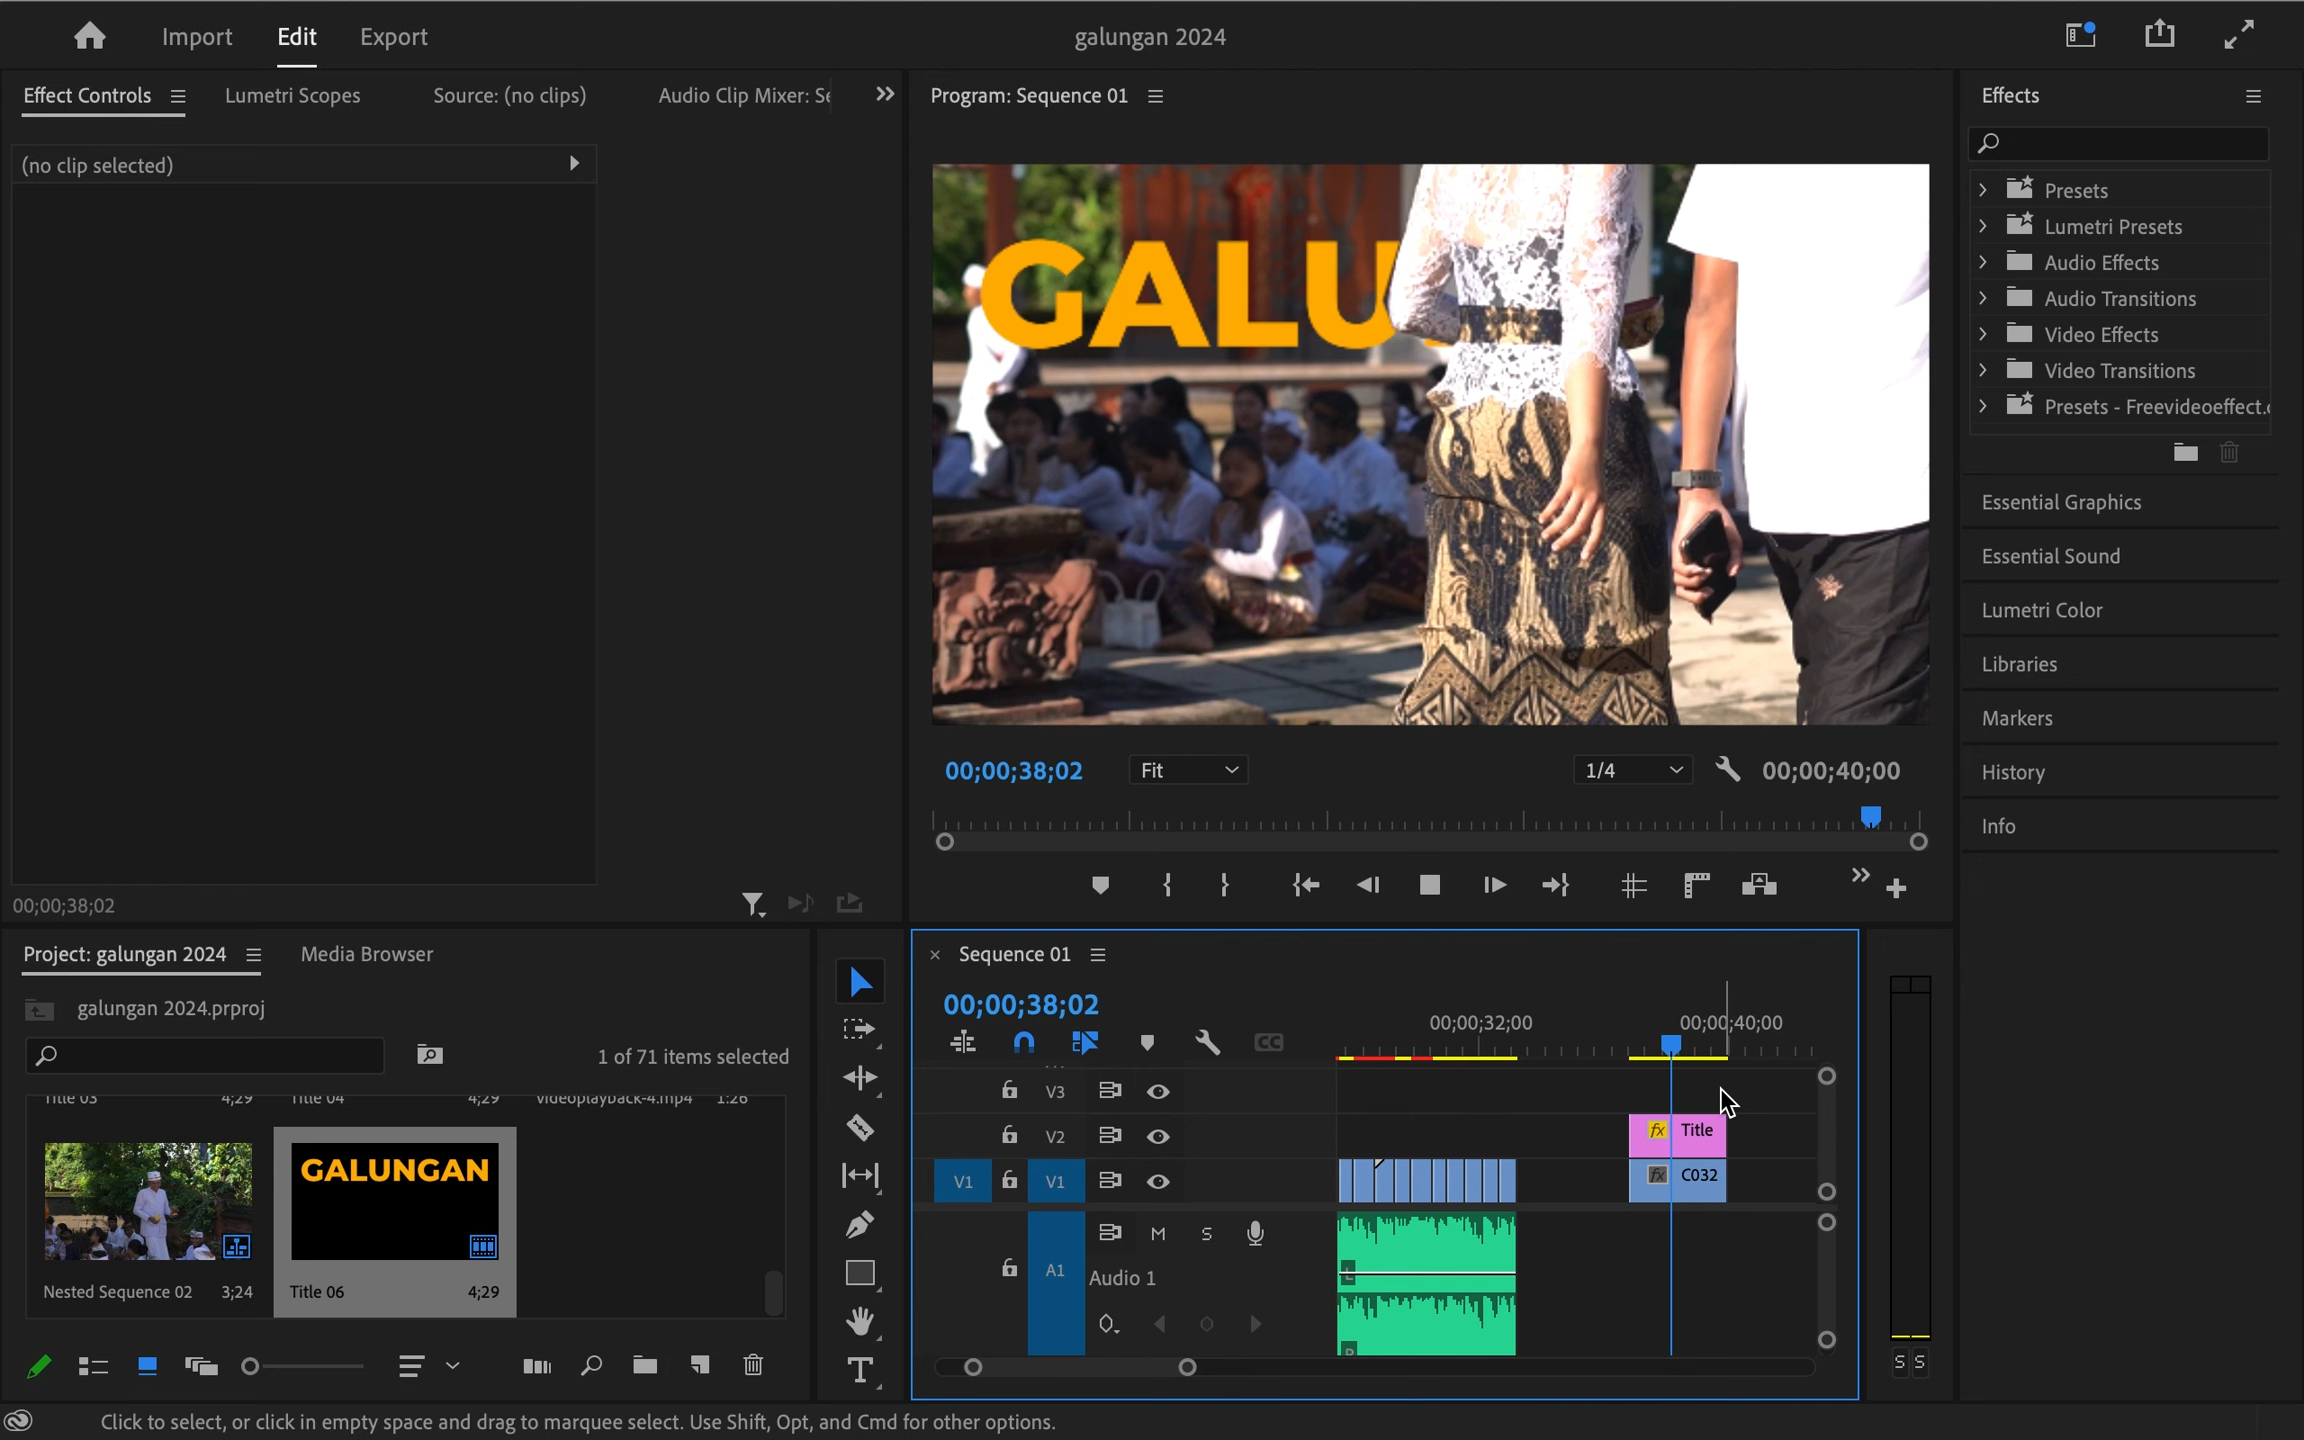 Import
Edit
Export
galungan 2024
Effect Controls
Lumetri Scopes
Source: (no clips)
Audio Clip Mixer: Se
Program: Sequence 01
Effects
(no clip selected)
Presets
Lumetri Presets
Audio Effects
Audio Transitions
Video Effects
Video Transitions
Presets - Freevideoeffect.
GALU
Essential Graphics
Essential Sound
Lumetri Color
Libraries
Markers
History
Info
00;00;38;02
Fit
1/4
00;00;40;00
00;00;38;02
Project: galungan 2024
Media Browser
galungan 2024.prproj
1 of 71 items selected
Title 03
4;29
Title 04
4;29
videoplayback-4.mp4
1:26
GALUNGAN
Nested Sequence 02
3;24
Title 06
4;29
Sequence 01
00;00;38;02
00;00;32;00
00;00;40;00
CC
V3
V2
fx
Title
V1
V1
fx
C032
A1
M
S
Audio 1
L
R
T
S
S
Click to select, or click in empty space and drag to marquee select. Use Shift, Opt, and Cmd for other options.